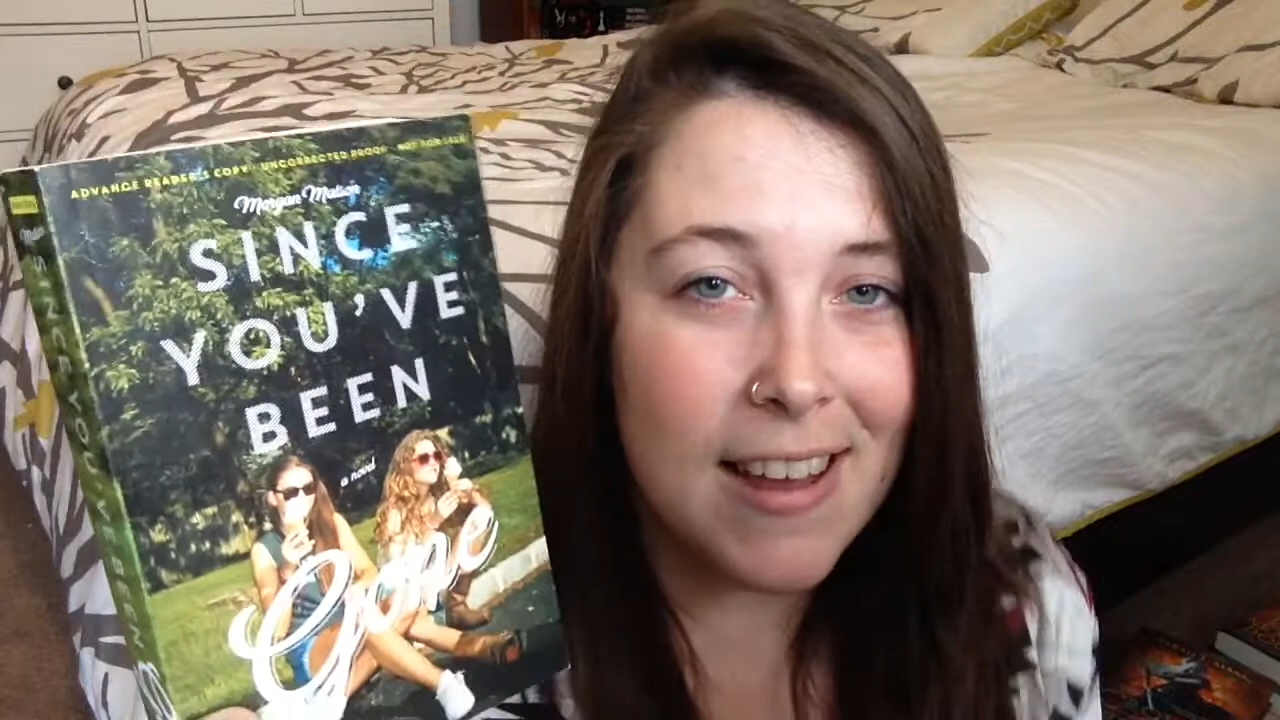 ADVANCE READER'S COPY · UNCORRECTED PROOF · NOT FOR SALE
Morgan Matson
SINCE
YOU'VE
BEEN
a novel
Gone
SINCE YOU'VE BEEN